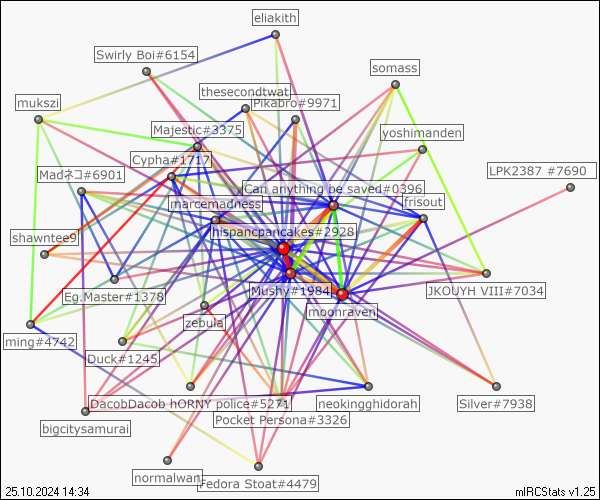 eliakith
Swirly Boi#6154
somass
thesecondtwat
Pikabro#9971
mukszi
Majestic#3375
yoshimanden
Cypha#1717
LPK2387 #7690
Madネコ#6901
Can anything be saved#0396
marcemadness
frisout
shawntee9
hispancpancakes#2928
Eg.Master#1378
Mushy#1984
JKOUYH VIII#7034
moonraven
zebula
ming#4742
Duck#1245
DacobDacob hORNY police#5271
neokingghidorah
Silver#7938
Pocket Persona#3326
bigcitysamurai
normalwan
Fedora Stoat#4479
25.10.2024 14:34
mIRCStats v1.25